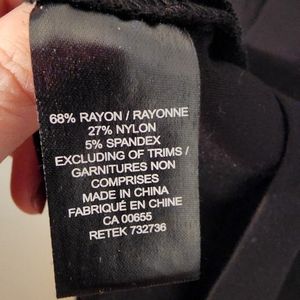 68% RAYON / RAYONNE
27% NYLON
5% SPANDEX
EXCLUDING OF TRIMS /
GARNITURES NON
COMPRISES
MADE IN CHINA
FABRIQUÉ EN CHINE
CA 00655
RETEK 732736